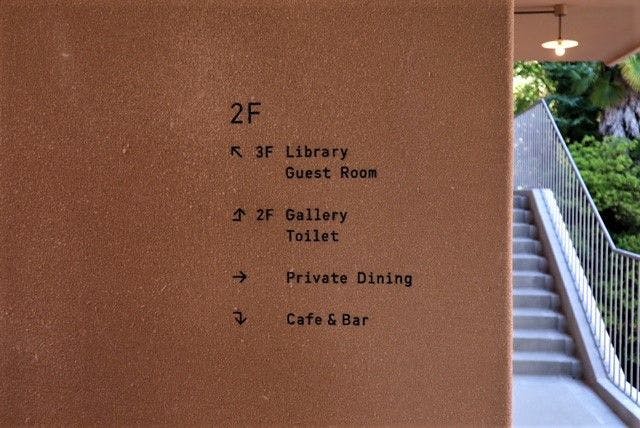 2F
↖ 3F Library
Guest Room
↱ 2F Gallery
Toilet
→ Private Dining
↴ Cafe & Bar